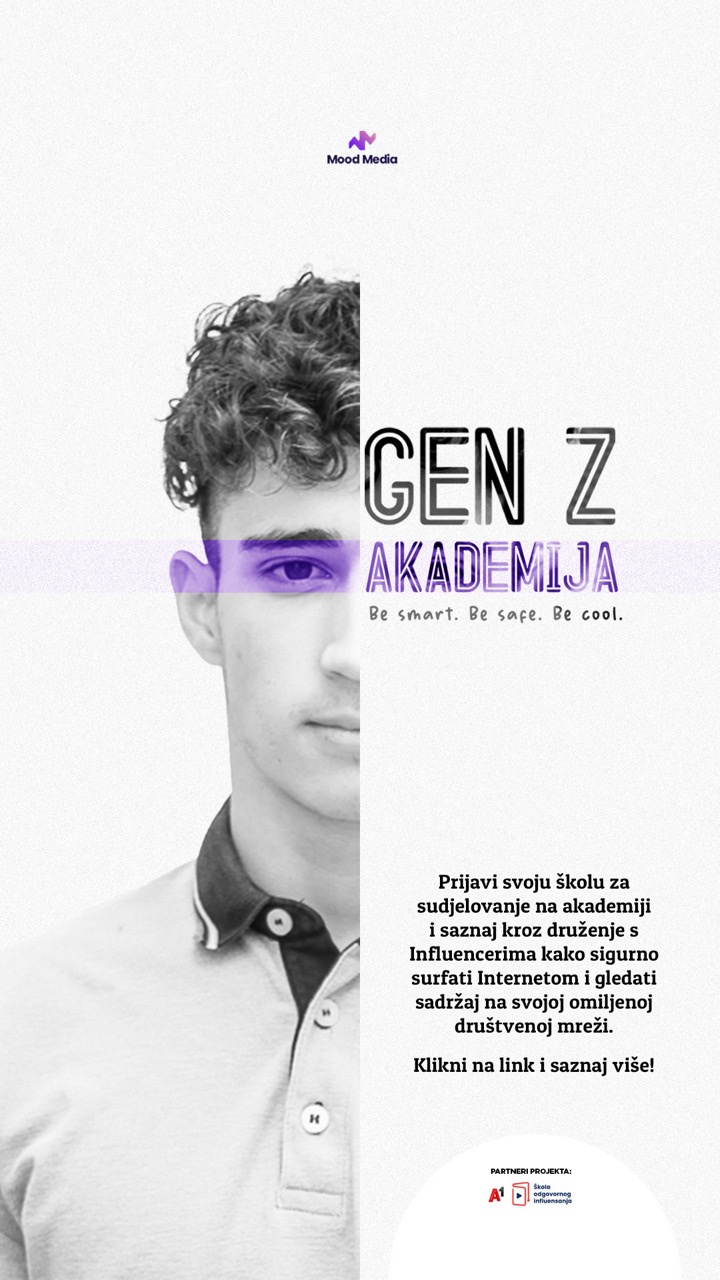 Mood Media
GEN Z
AKADEMIJA
Be smart. Be safe. Be cool.
Prijavi svoju školu za
sudjelovanje na akademiji
i saznaj kroz druženje s
Influencerima kako sigurno
surfati Internetom i gledati
sadržaj na svojoj omiljenoj
društvenoj mreži.
Klikni na link i saznaj više!
PARTNERI PROJEKTA:
A1
Škola
odgovornog
influensanja